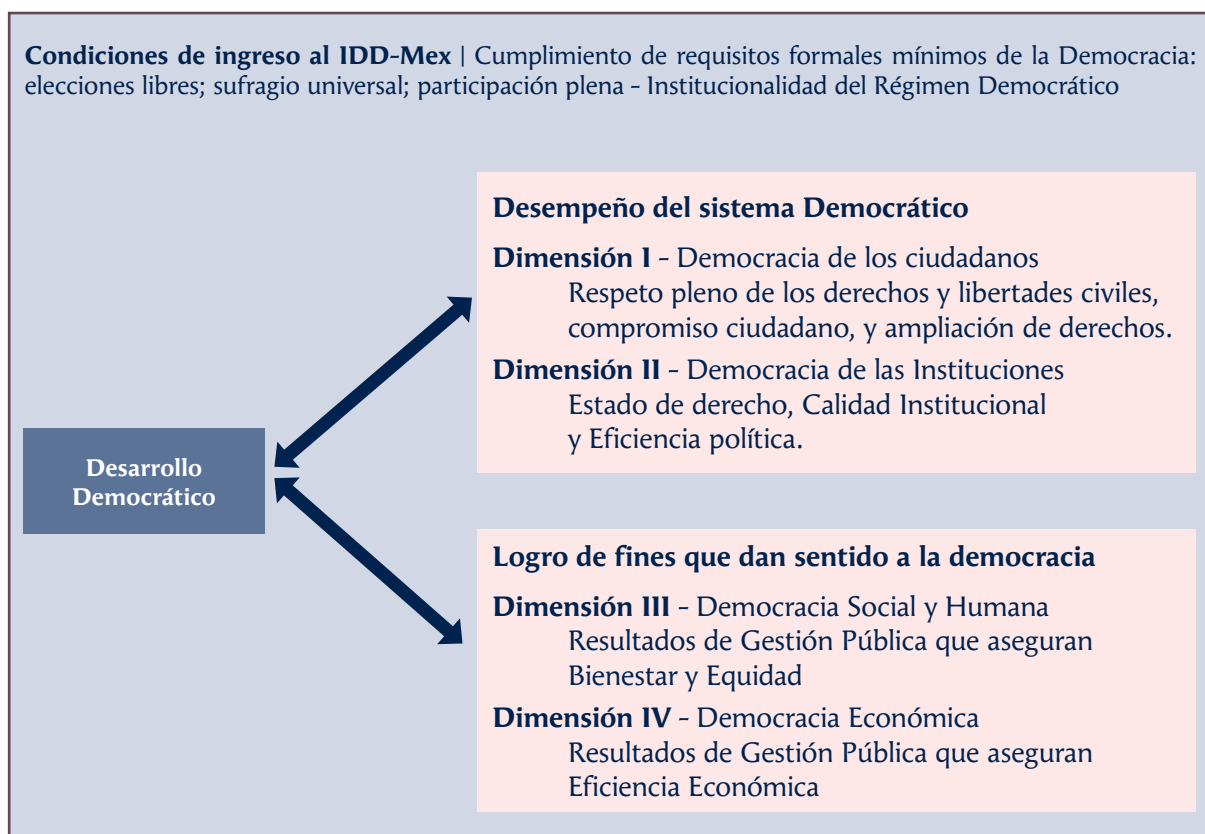 Condiciones de ingreso al IDD-Mex | Cumplimiento de requisitos formales mínimos de la Democracia:
elecciones libres; sufragio universal; participación plena - Institucionalidad del Régimen Democrático
Desarrollo
Democrático
Desempeño del sistema Democrático
Dimensión I - Democracia de los ciudadanos
Respeto pleno de los derechos y libertades civiles,
compromiso ciudadano, y ampliación de derechos.
Dimensión II - Democracia de las Instituciones
Estado de derecho, Calidad Institucional
y Eficiencia política.
Logro de fines que dan sentido a la democracia
Dimensión III - Democracia Social y Humana
Resultados de Gestión Pública que aseguran
Bienestar y Equidad
Dimensión IV - Democracia Económica
Resultados de Gestión Pública que aseguran
Eficiencia Económica